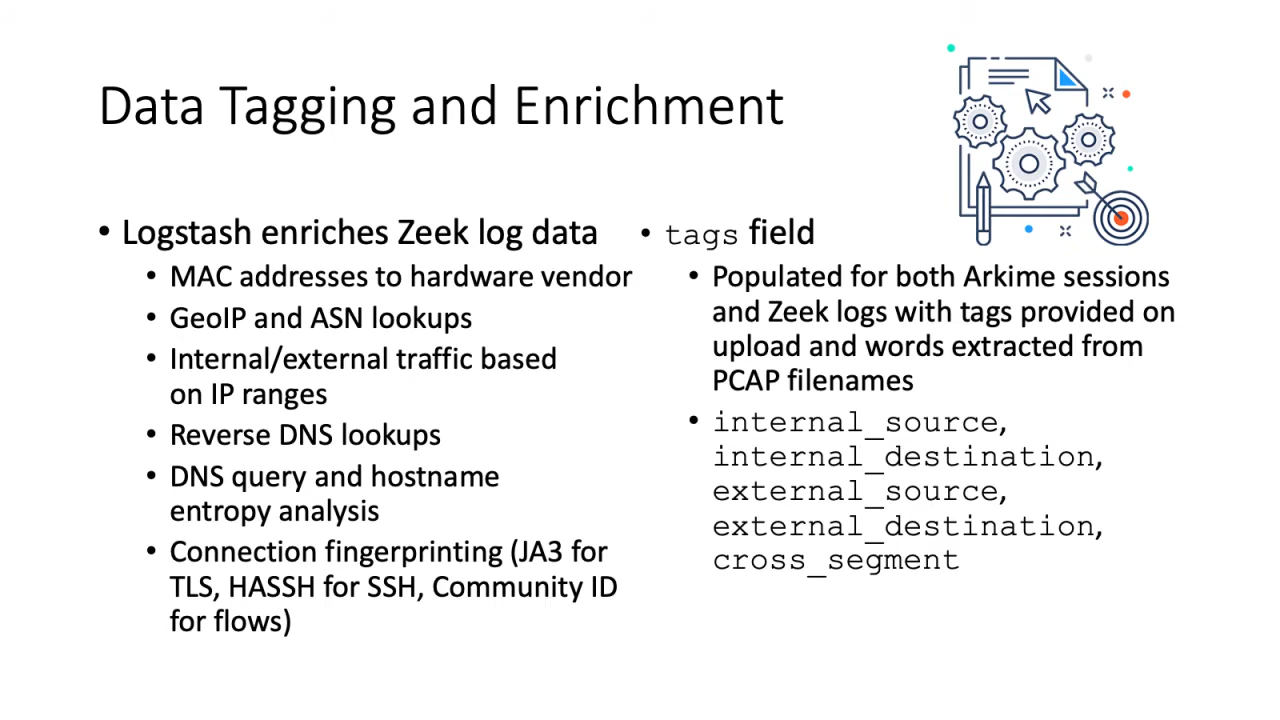 Data Tagging and Enrichment
• Logstash enriches Zeek log data
• MAC addresses to hardware vendor
• GeoIP and ASN lookups
• Internal/external traffic based
on IP ranges
• Reverse DNS lookups
• DNS query and hostname
entropy analysis
• Connection fingerprinting (JA3 for
TLS, HASSH for SSH, Community ID
for flows)
• tags field
• Populated for both Arkime sessions
and Zeek logs with tags provided on
upload and words extracted from
PCAP filenames
• internal_source,
internal_destination,
external_source,
external_destination,
cross_segment